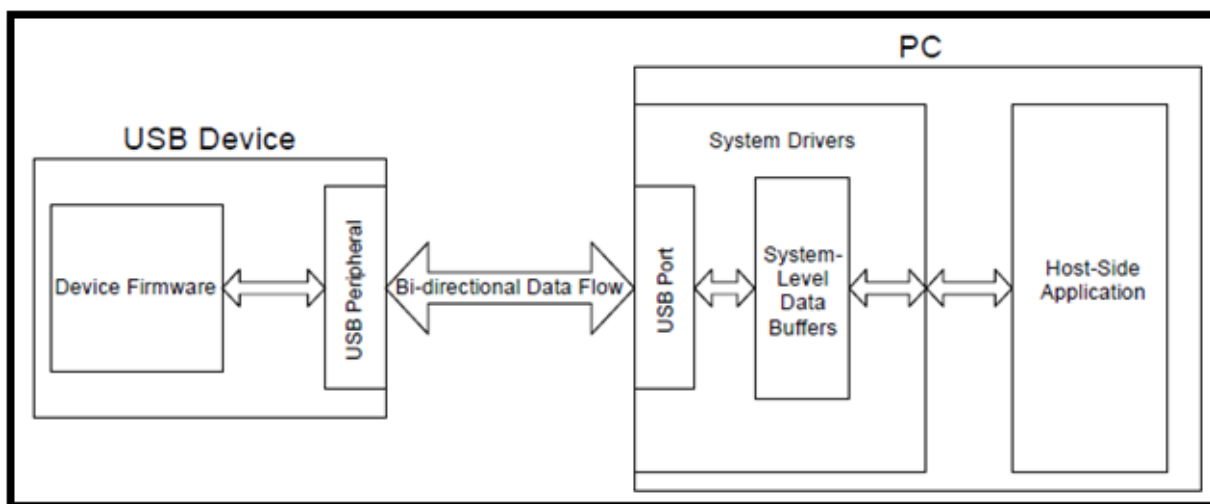 PC
USB Device
System Drivers
Device Firmware
USB Peripheral
Bi-directional Data Flow
USB Port
System-
Level
Data
Buffers
Host-Side
Application